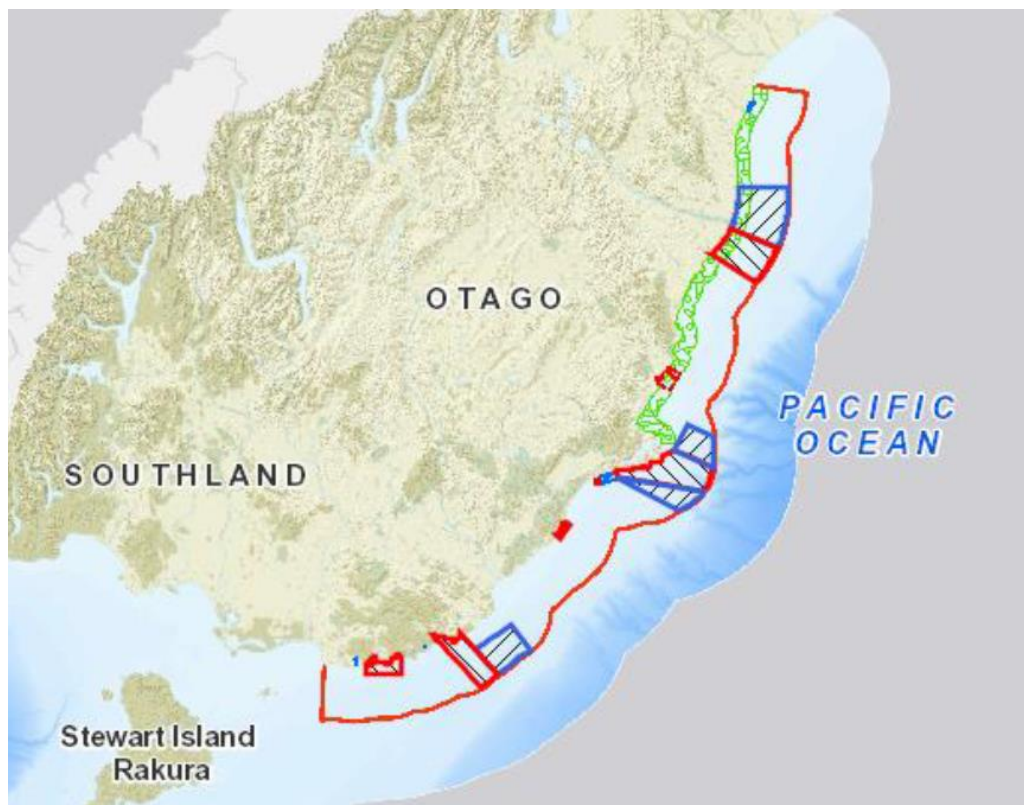 OTAGO
PACIFIC
OCEAN
SOUTHLAND
Stewart Island
Rakura